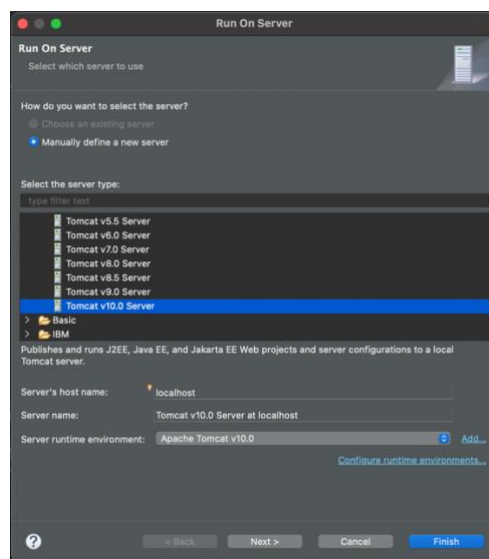 Run On Server
Run On Server
Select which server to use
How do you want to select the server?
Choose an existing server
Manually define a new server
Select the server type:
type filter text
Tomcat v5.5 Server
Tomcat v6.0 Server
Tomcat v7.0 Server
Tomcat v8.0 Server
Tomcat v8.5 Server
Tomcat v9.0 Server
Tomcat v10.0 Server
> Basic
> IBM
Publishes and runs J2EE, Java EE, and Jakarta EE Web projects and server configurations to a local
Tomcat server.
Server's host name: localhost
Server name: Tomcat v10.0 Server at localhost
Server runtime environment: Apache Tomcat v10.0 Add...
Configure runtime environments...
? < Back Next > Cancel Finish